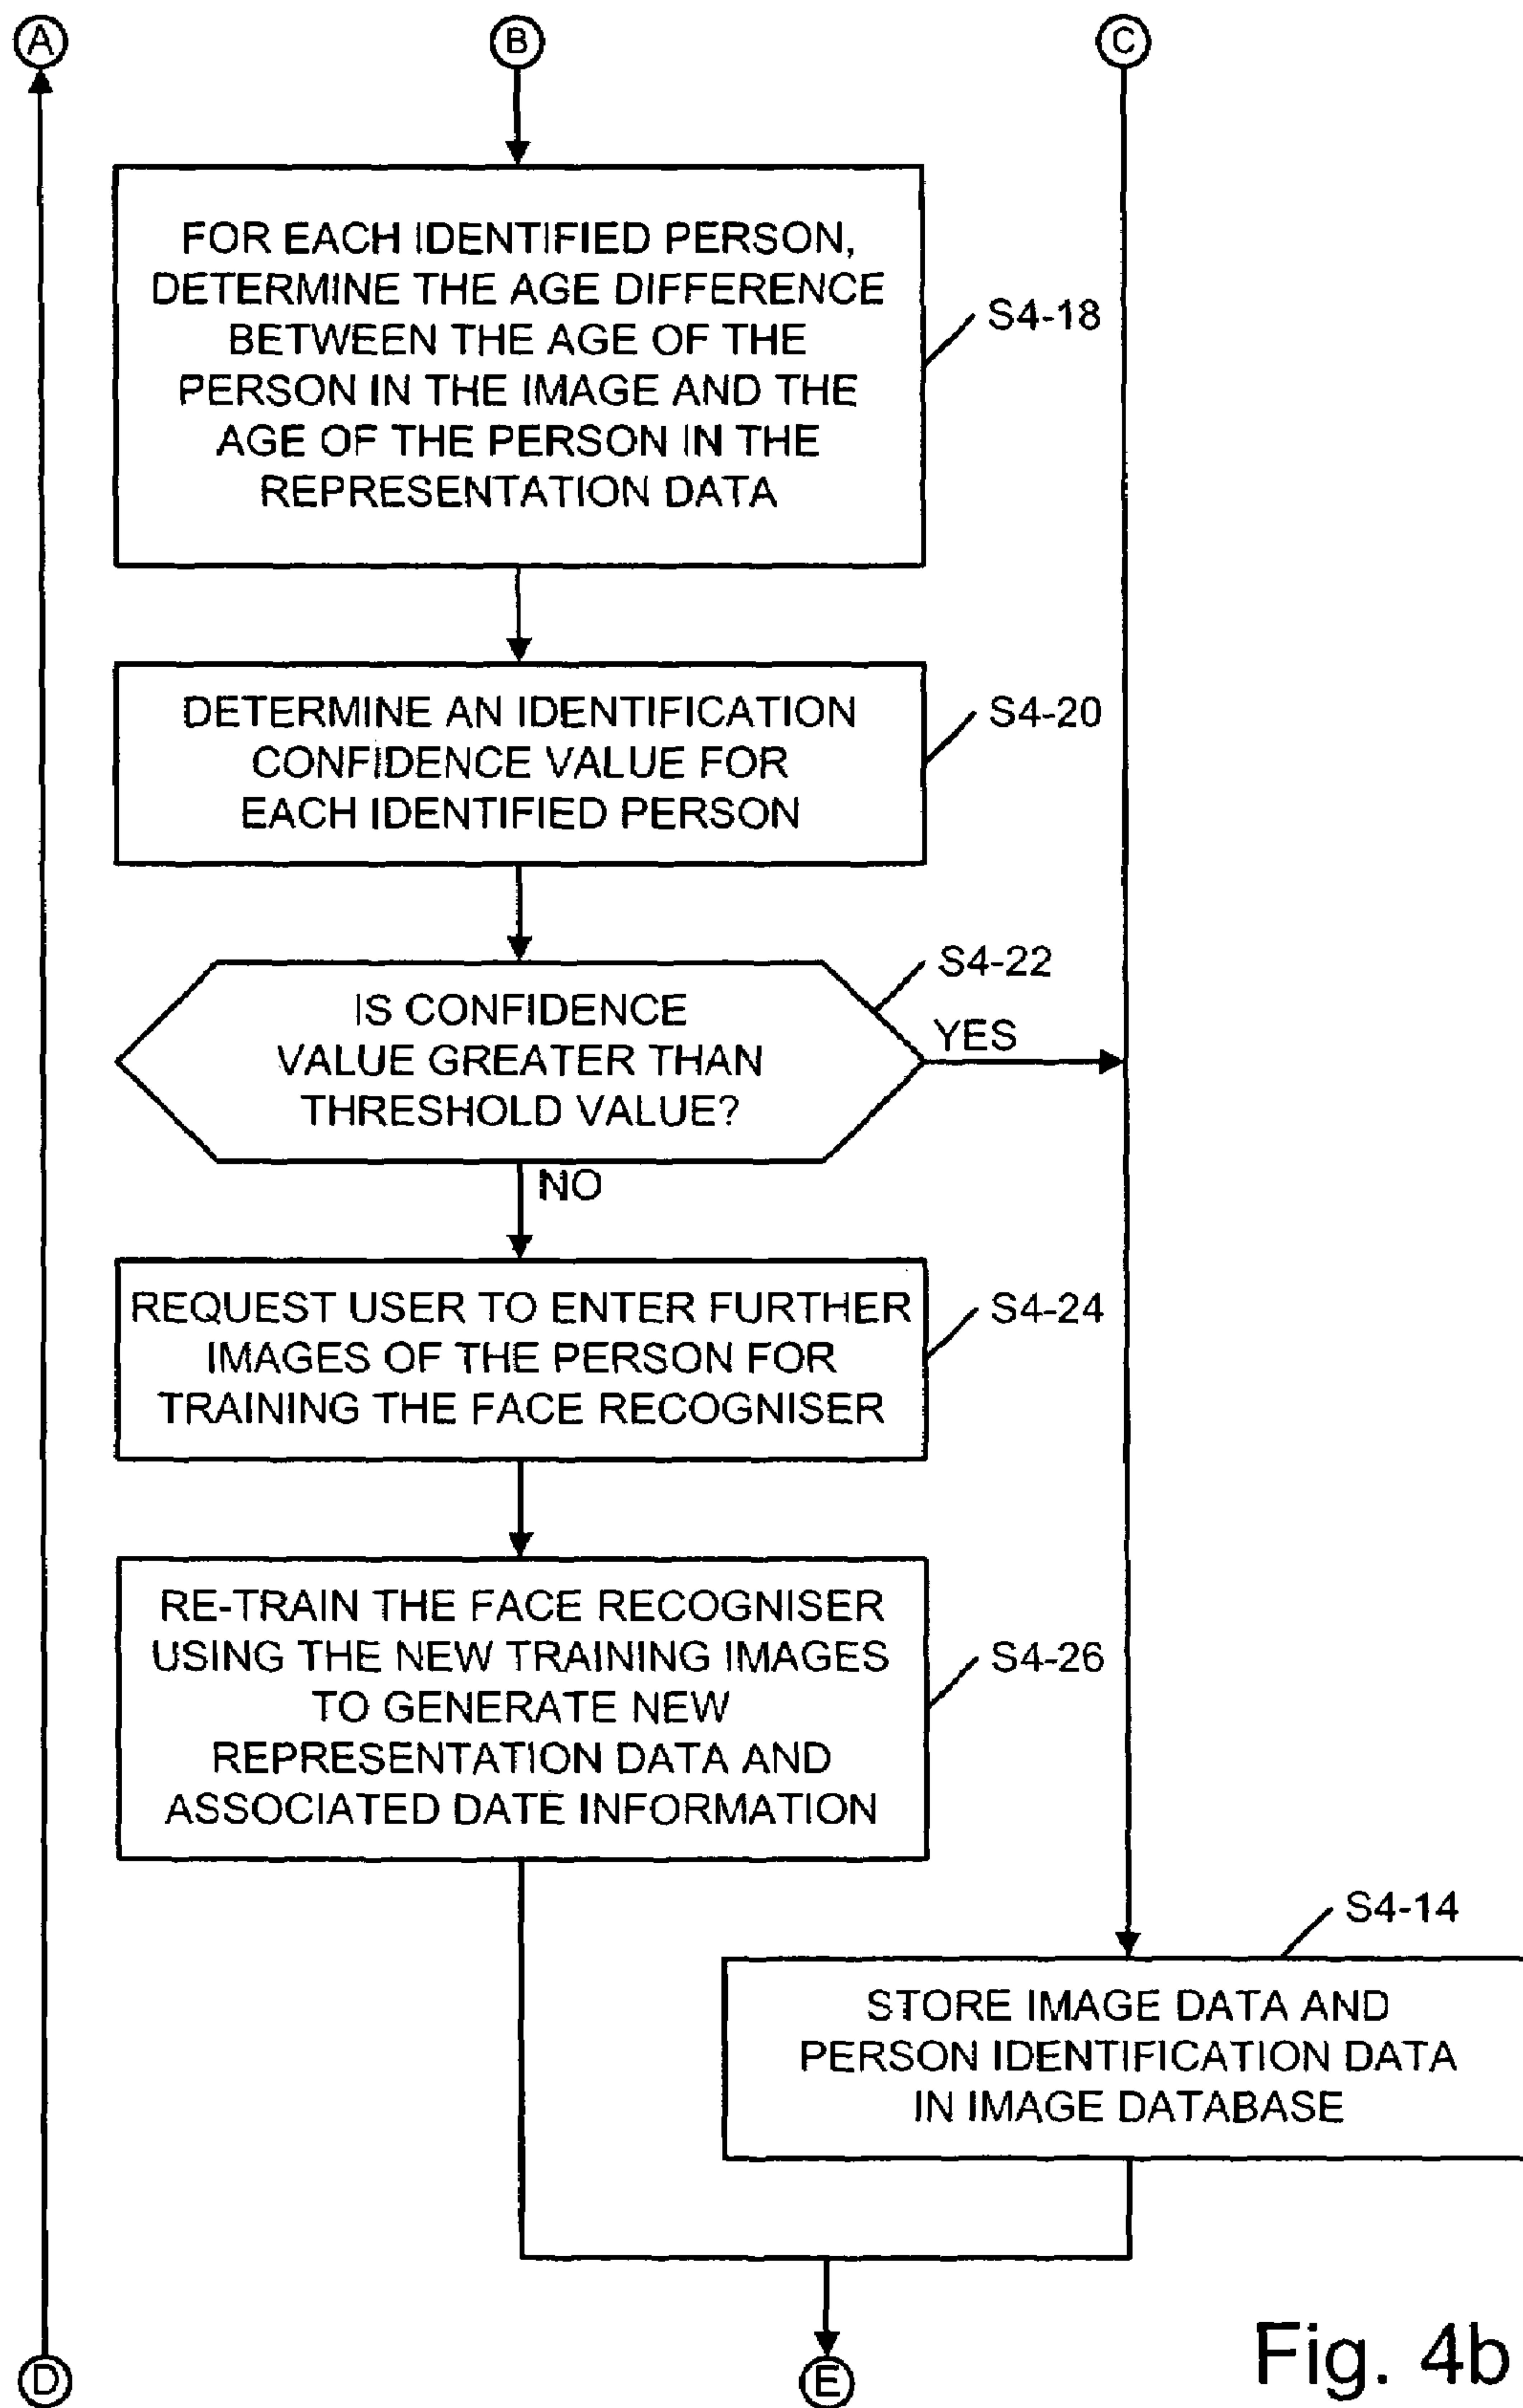 A
B
C
FOR EACH IDENTIFIED PERSON,
DETERMINE THE AGE DIFFERENCE
BETWEEN THE AGE OF THE
PERSON IN THE IMAGE AND THE
AGE OF THE PERSON IN THE
REPRESENTATION DATA
S4-18
DETERMINE AN IDENTIFICATION
CONFIDENCE VALUE FOR
EACH IDENTIFIED PERSON
S4-20
IS CONFIDENCE
VALUE GREATER THAN
THRESHOLD VALUE?
S4-22
YES
NO
REQUEST USER TO ENTER FURTHER
IMAGES OF THE PERSON FOR
TRAINING THE FACE RECOGNISER
S4-24
RE-TRAIN THE FACE RECOGNISER
USING THE NEW TRAINING IMAGES
TO GENERATE NEW
REPRESENTATION DATA AND
ASSOCIATED DATE INFORMATION
S4-26
S4-14
STORE IMAGE DATA AND
PERSON IDENTIFICATION DATA
IN IMAGE DATABASE
D
E
Fig. 4b